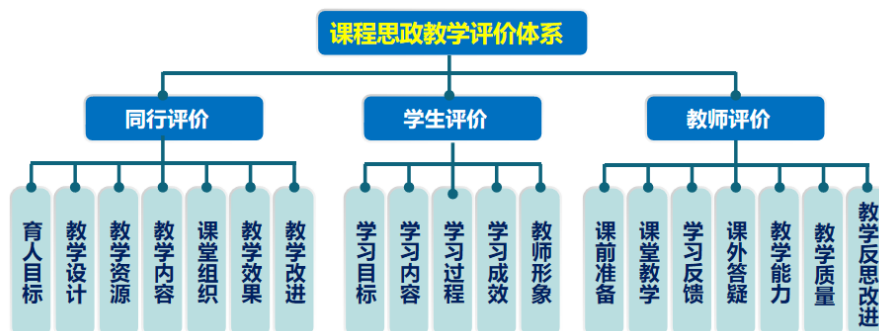 课程思政教学评价体系
同行评价
学生评价
教师评价
育人目标
教学设计
教学资源
教学内容
课堂组织
教学效果
教学改进
学习目标
学习内容
学习过程
学习成效
教师形象
课前准备
课堂教学
学习反馈
课外答疑
教学能力
教学质量
教学反思改进